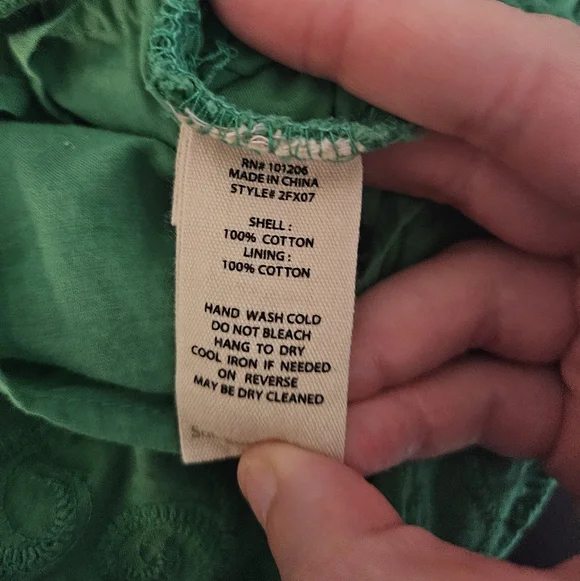 RN# 101206
MADE IN CHINA
STYLE# 2FX07
SHELL :
100% COTTON
LINING :
100% COTTON
HAND WASH COLD
DO NOT BLEACH
HANG TO DRY
COOL IRON IF NEEDED
ON REVERSE
MAY BE DRY CLEANED